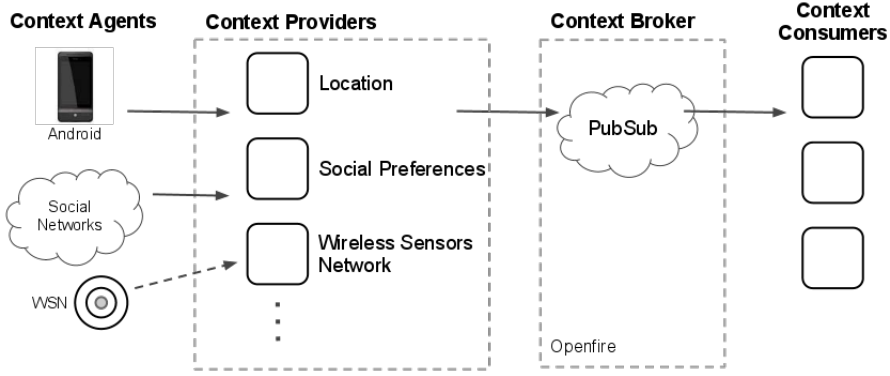 Context Agents
Context Providers
Context Broker
Context
Consumers
Android
Location
PubSub
Social
Networks
Social Preferences
WSN
Wireless Sensors
Network
Openfire